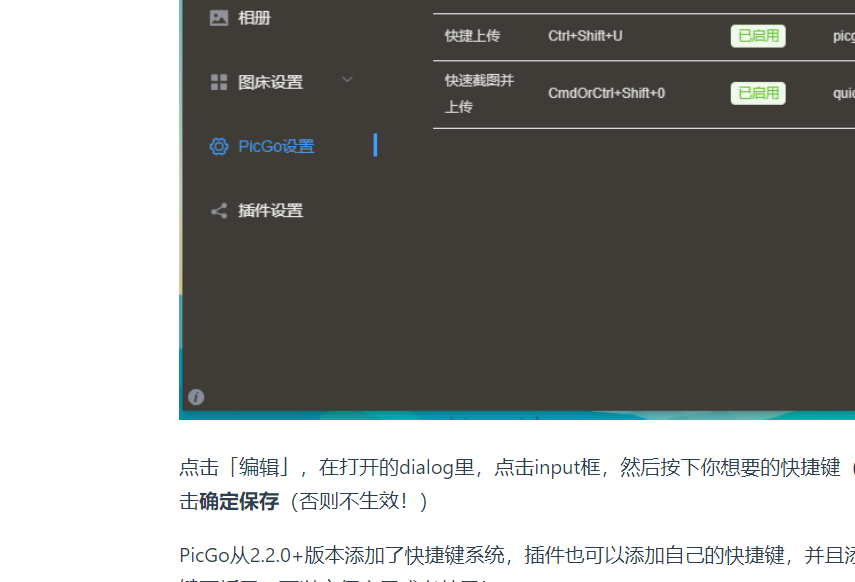 相册
快捷上传 Ctrl+Shift+U 已启用
图床设置
快速截图并
上传 CmdOrCtrl+Shift+0 已启用
PicGo设置
插件设置
点击「编辑」，在打开的dialog里，点击input框，然后按下你想要的快捷键（
击确定保存（否则不生效！）
PicGo从2.2.0+版本添加了快捷键系统，插件也可以添加自己的快捷键，并且